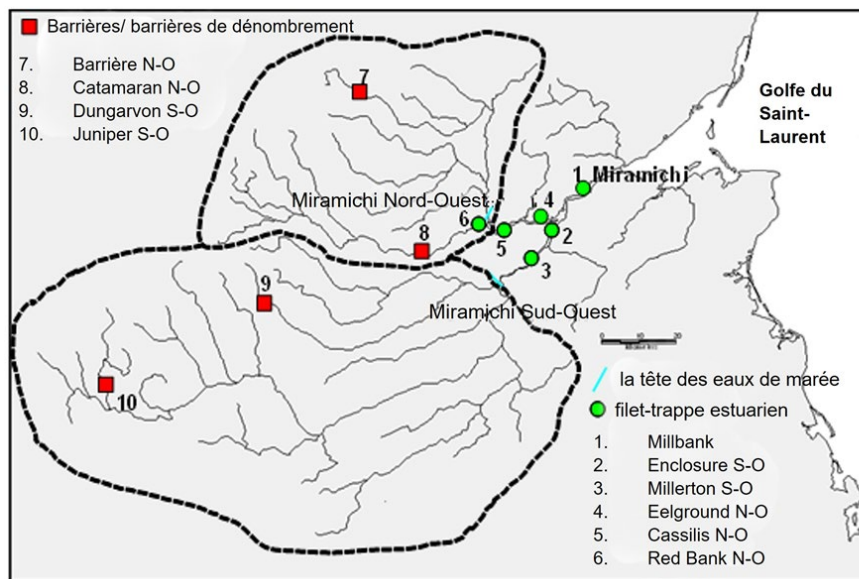 Barrières/ barrières de dénombrement
7. Barrière N-O
8. Catamaran N-O
9. Dungarvon S-O
10. Juniper S-O
Golfe du
Saint-
Laurent
7
1 Miramichi
Miramichi Nord-Ouest
4
6
5
2
8
3
9
Miramichi Sud-Ouest
10
la tête des eaux de marée
filet-trappe estuarien
1. Millbank
2. Enclosure S-O
3. Millerton S-O
4. Eelground N-O
5. Cassilis N-O
6. Red Bank N-O